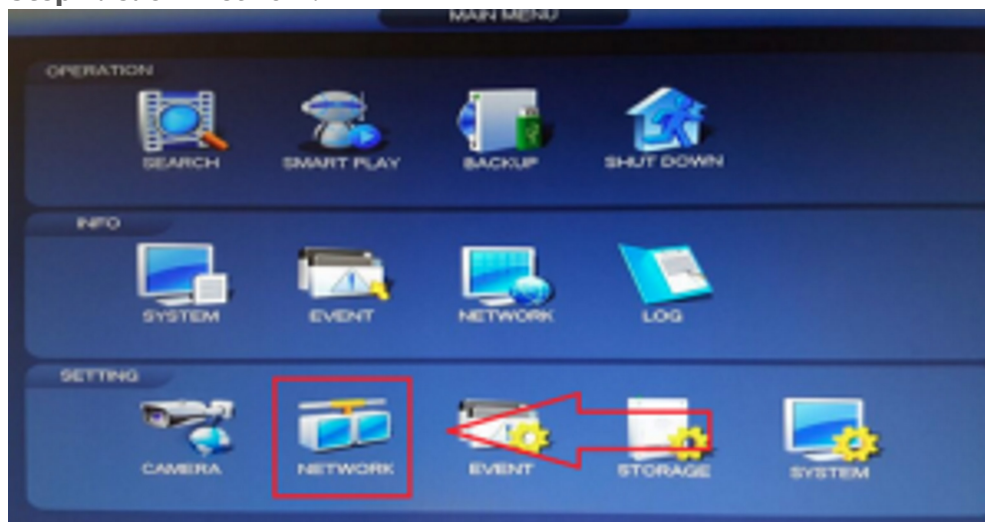 MAIN MENU
OPERATION
SEARCH SMART PLAY BACKUP SHUT DOWN
INFO
SYSTEM EVENT NETWORK LOG
SETTING
CAMERA NETWORK EVENT STORAGE SYSTEM